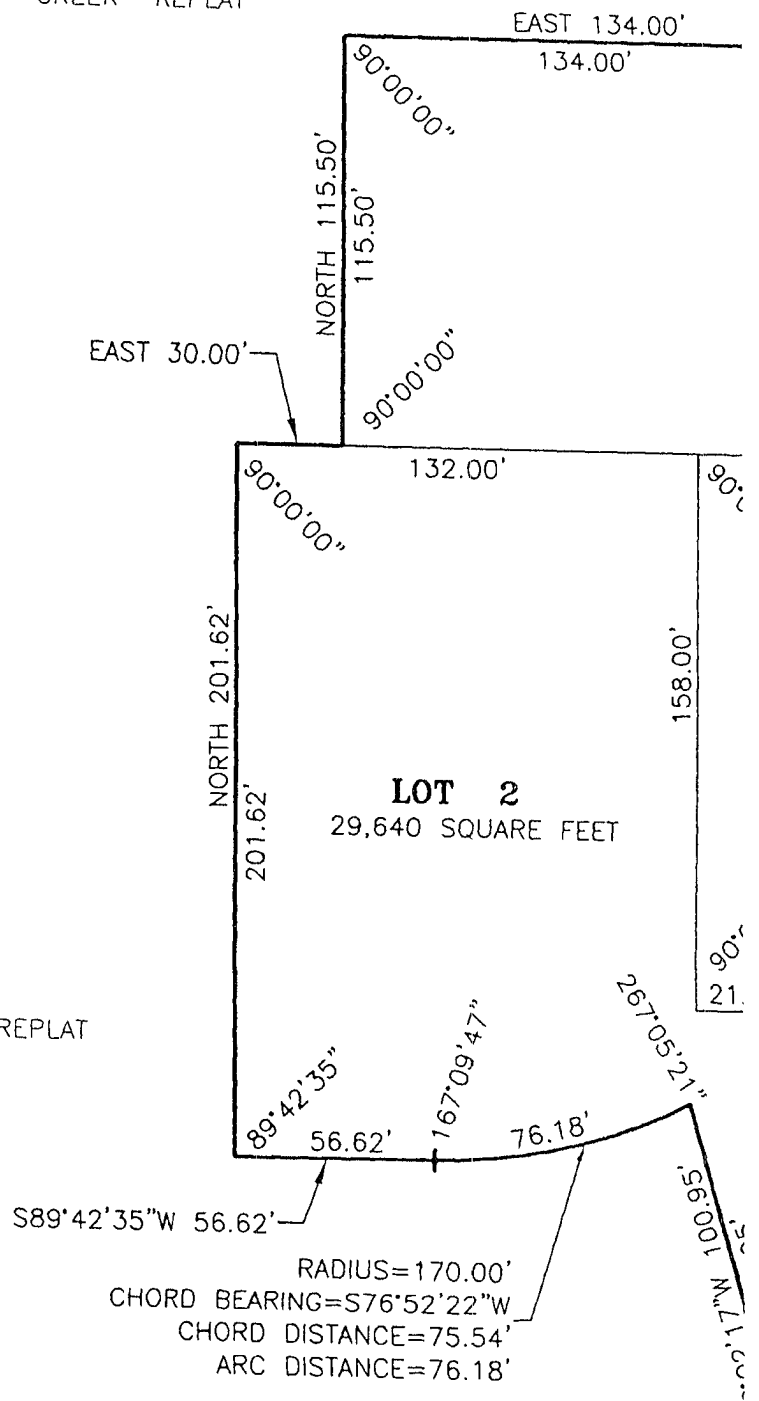 REPLAT
EAST 134.00'
134.00'
90°00'00"
NORTH 115.50'
115.50'
EAST 30.00'
90°00'00"
132.00'
90°00'00"
NORTH 201.62'
201.62'
158.00'
LOT 2
29,640 SQUARE FEET
21.
REPLAT
267°05'21"
167°09'47"
89°42'35"
56.62'
76.18'
S89°42'35"W 56.62'
100.95'
RADIUS=170.00'
CHORD BEARING=S76°52'22"W
CHORD DISTANCE=75.54'
ARC DISTANCE=76.18'